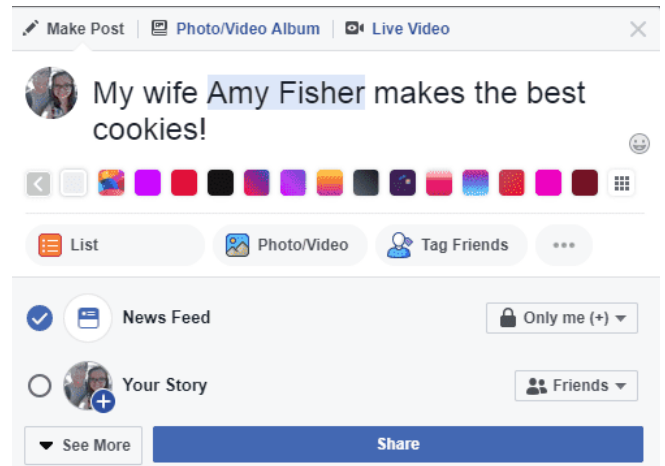 Make Post Photo/Video Album Live Video
My wife Amy Fisher makes the best
cookies!
List Photo/Video Tag Friends
News Feed Only me (+)
Your Story Friends
See More Share